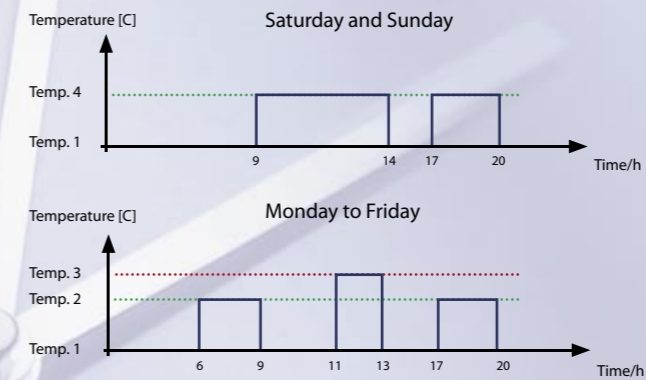 Temperature [C]
Saturday and Sunday
Temp. 4
Temp. 1
9 14 17 20
Time/h
Temperature [C]
Monday to Friday
Temp. 3
Temp. 2
Temp. 1
6 9 11 13 17 20
Time/h